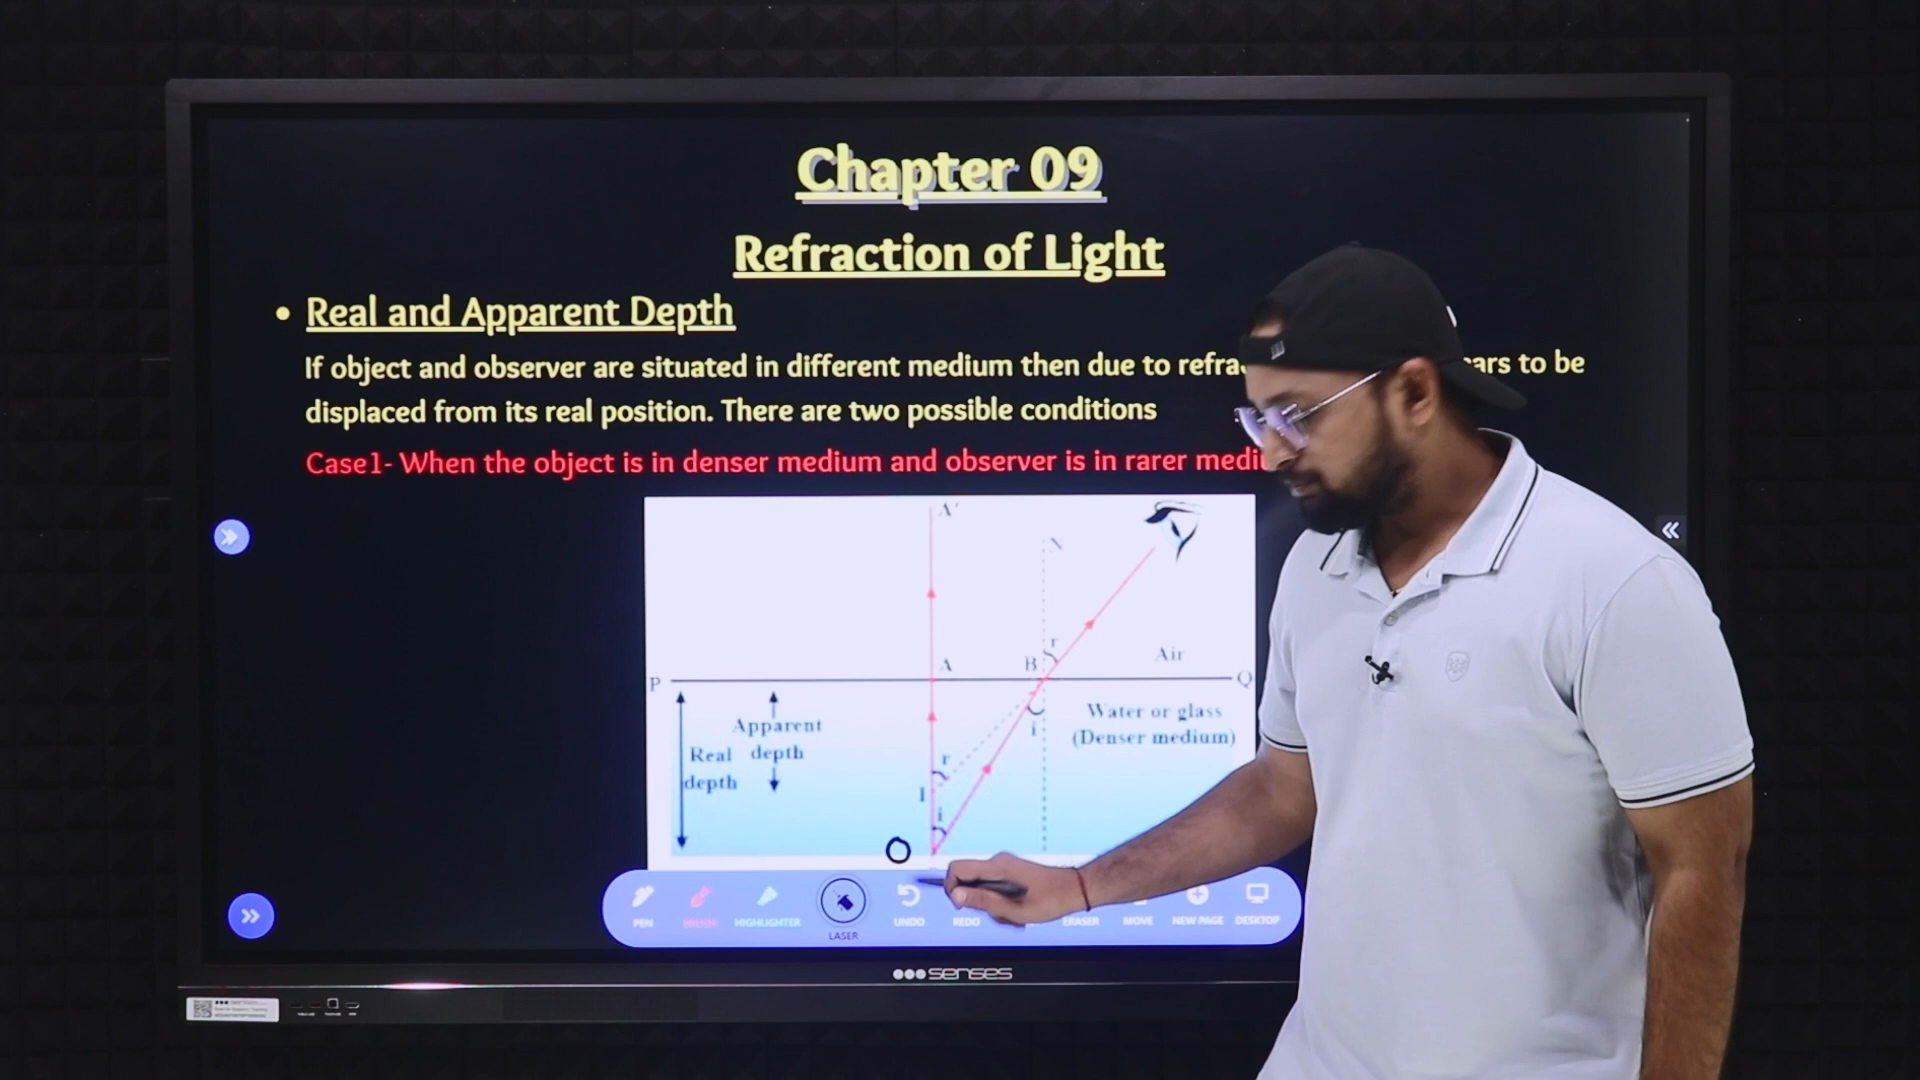 Chapter 09
Refraction of Light
• Real and Apparent Depth
If object and observer are situated in different medium then due to to be
displaced from its real position. There are two possible conditions
Case1- When the object is in denser medium and observer is in rarer
A'
N
r
A
B
Air
P
Q
Apparent
depth
Real
depth
Water or glass
(Denser medium)
i
r
I
i
O
PEN
BRUSH
HIGHLIGHTER
LASER
UNDO
REDO
ERASER
MOVE
NEW PAGE
DESKTOP
senses